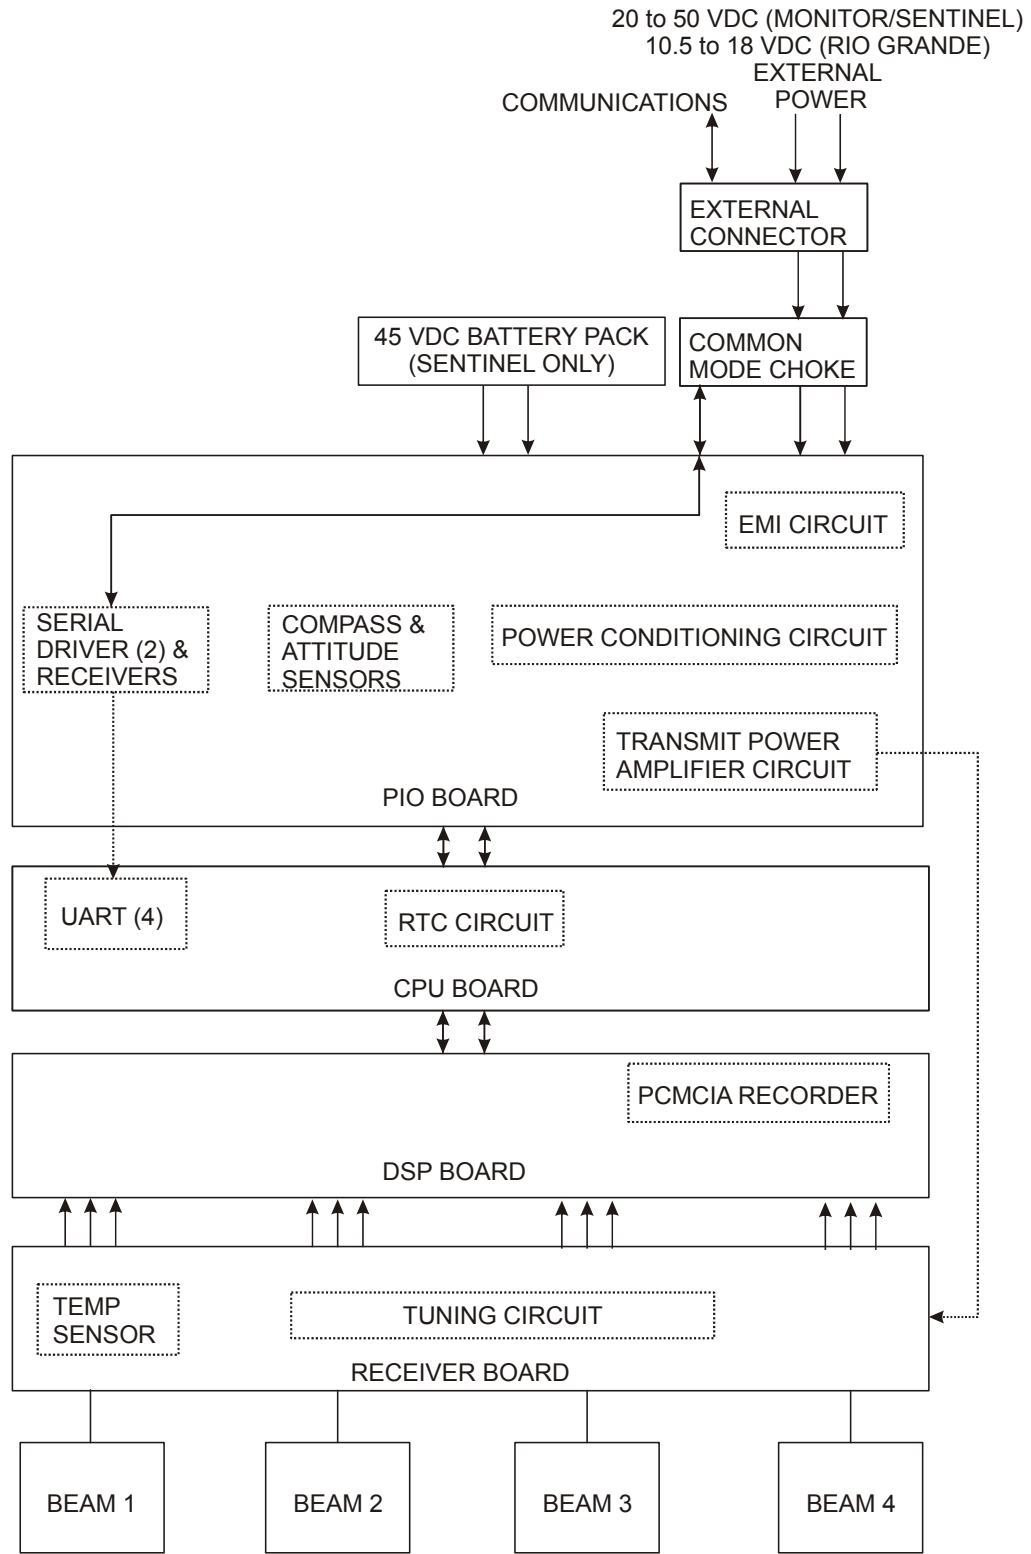 20 to 50 VDC (MONITOR/SENTINEL)
10.5 to 18 VDC (RIO GRANDE)
EXTERNAL
POWER
COMMUNICATIONS
EXTERNAL
CONNECTOR
45 VDC BATTERY PACK
(SENTINEL ONLY)
COMMON
MODE CHOKE
EMI CIRCUIT
SERIAL
DRIVER (2) &
RECEIVERS
COMPASS &
ATTITUDE
SENSORS
POWER CONDITIONING CIRCUIT
TRANSMIT POWER
AMPLIFIER CIRCUIT
PIO BOARD
UART (4)
RTC CIRCUIT
CPU BOARD
PCMCIA RECORDER
DSP BOARD
TEMP
SENSOR
TUNING CIRCUIT
RECEIVER BOARD
BEAM 1
BEAM 2
BEAM 3
BEAM 4